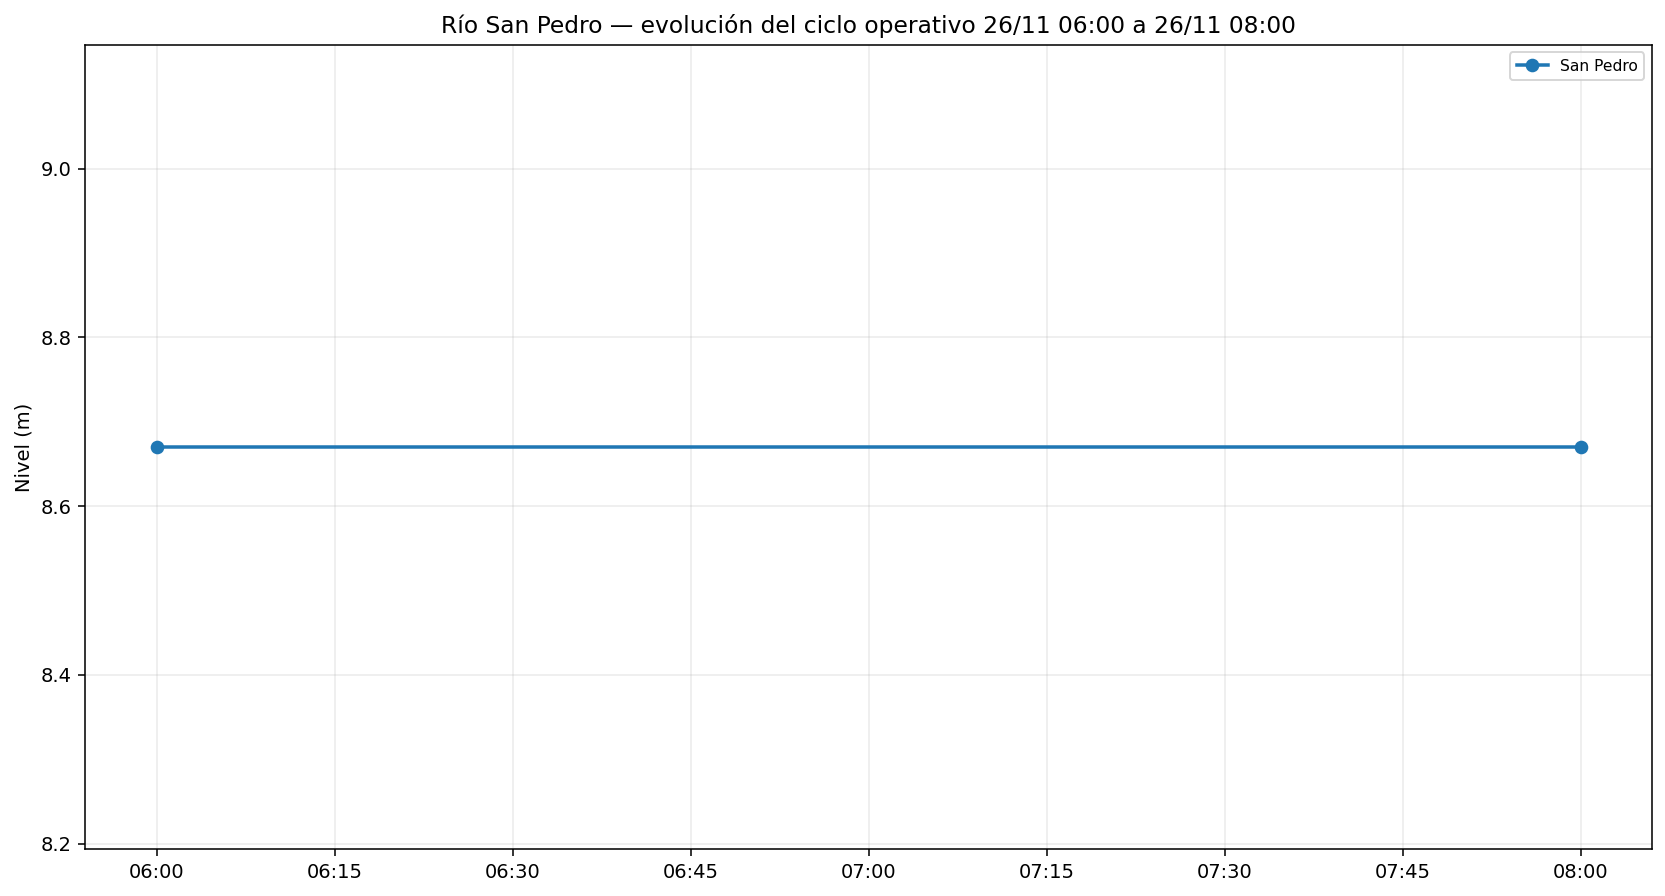 Río San Pedro — evolución del ciclo operativo 26/11 06:00 a 26/11 08:00
San Pedro
Nivel (m)
9.0
8.8
8.6
8.4
8.2
06:00 06:15 06:30 06:45 07:00 07:15 07:30 07:45 08:00